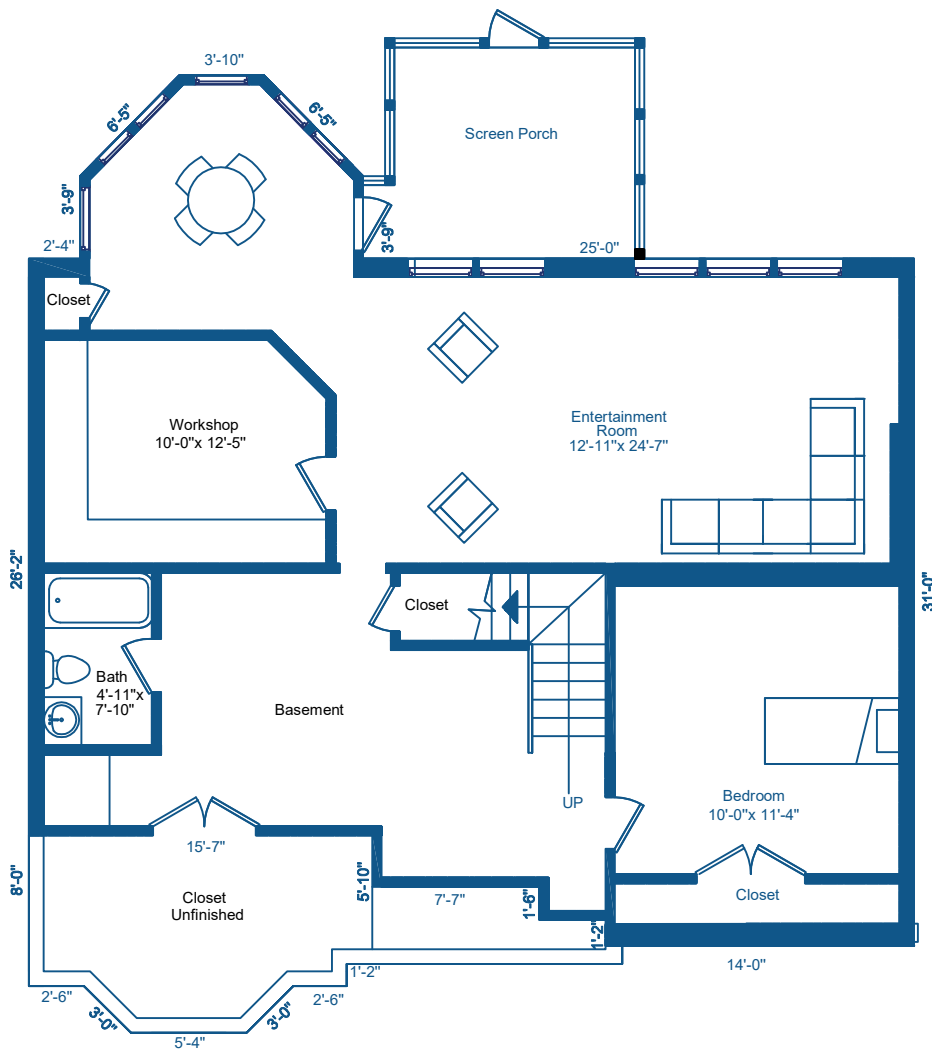 3'-10"
6'-5"
6'-5"
Screen Porch
3'-9"
3'-9"
2'-4"
25'-0"
Closet
Workshop
10'-0"x 12'-5"
Entertainment
Room
12'-11"x 24'-7"
26'-2"
31'-0"
Closet
Bath
4'-11"x
7'-10"
Basement
UP
Bedroom
10'-0"x 11'-4"
15'-7"
8'-0"
5'-10"
7'-7"
1'-6"
Closet
Closet
Unfinished
1'-2"
1'-2"
14'-0"
2'-6"
3'-0"
5'-4"
3'-0"
2'-6"